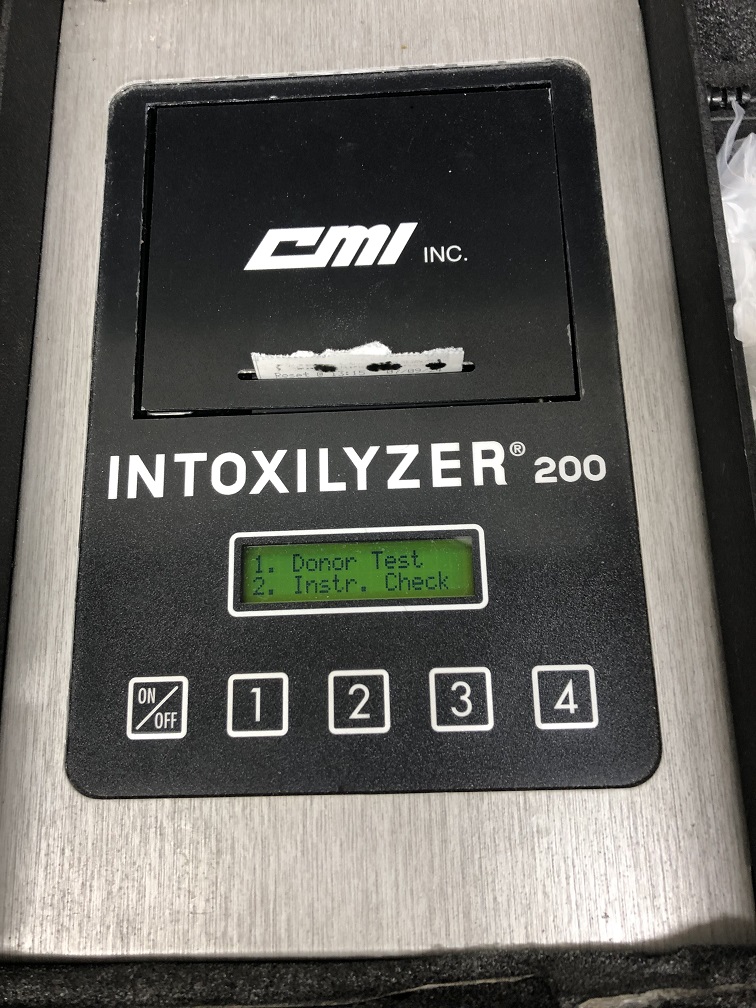 CMI INC.
INTOXILYZER® 200
1. Donor Test
2. Instr. Check
ON/OFF 1 2 3 4